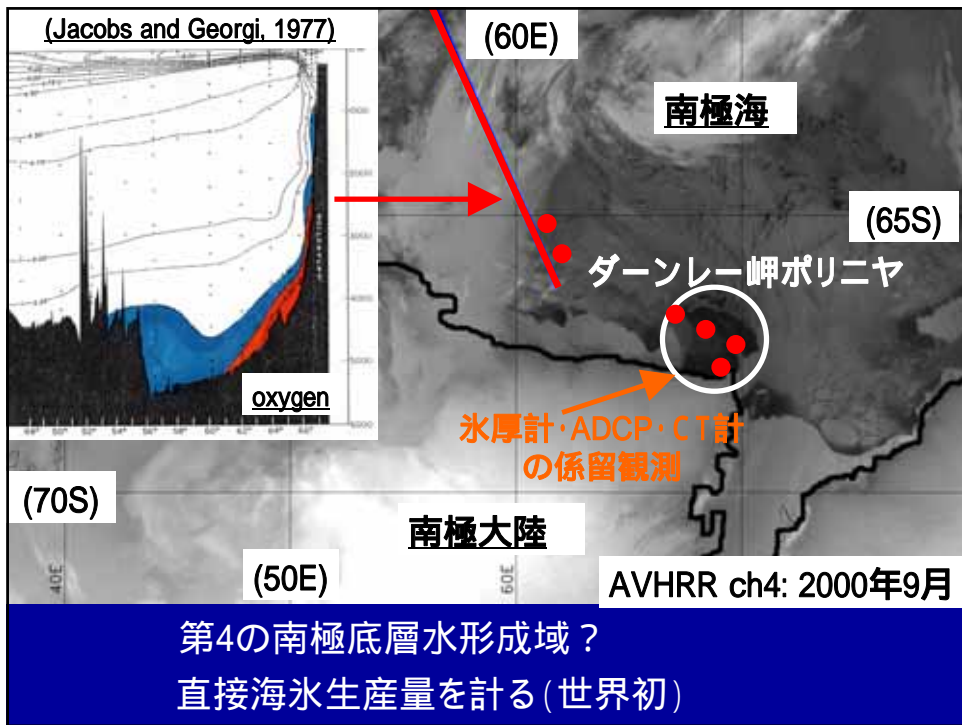 (Jacobs and Georgi, 1977)
oxygen
(60E)
南極海
(65S)
ダーンレー岬ポリニヤ
氷厚計・ADCP・CT計
の係留観測
(70S)
南極大陸
40E
(50E)
60E
AVHRR ch4: 2000年9月
第4の南極底層水形成域？
直接海氷生産量を計る(世界初)